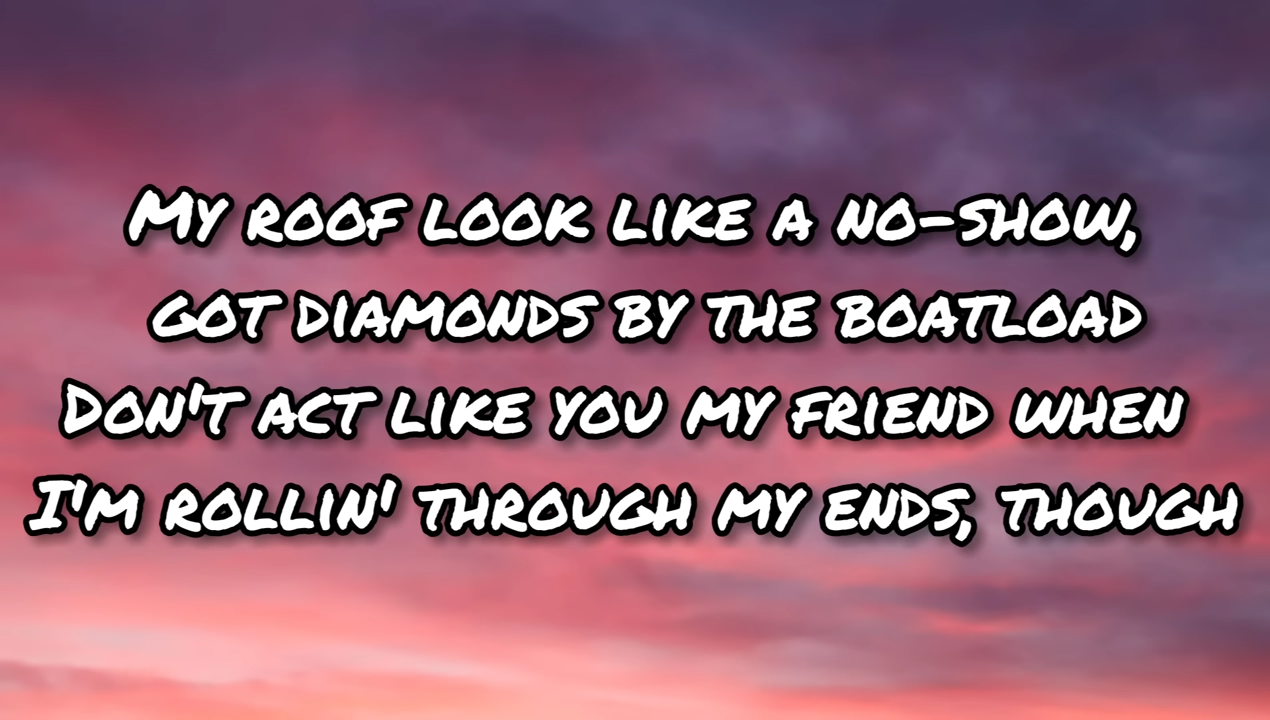 My roof look like a no-show,
got diamonds by the boatload
Don't act like you my friend when
I'm rollin' through my ends, though